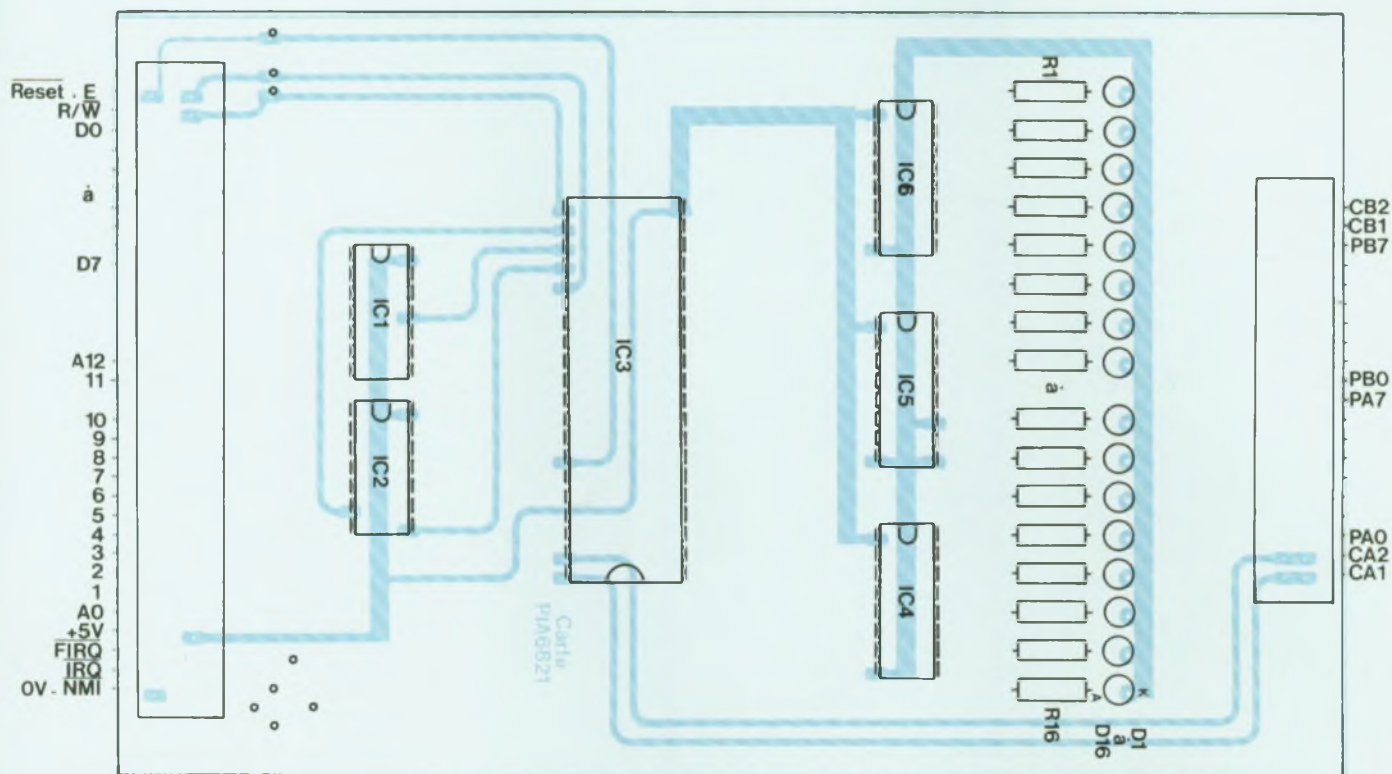 Reset . E
R/W
D0
à
D7
A12
11
10
9
8
7
6
5
4
3
2
1
A0
+5V
FIRQ
IRQ
0V . NMI
IC1
IC2
IC3
Carte
PIA6821
IC6
IC5
IC4
R1
à
R16
A
K
D1
à
D16
CB2
CB1
PB7
PB0
PA7
PA0
CA2
CA1